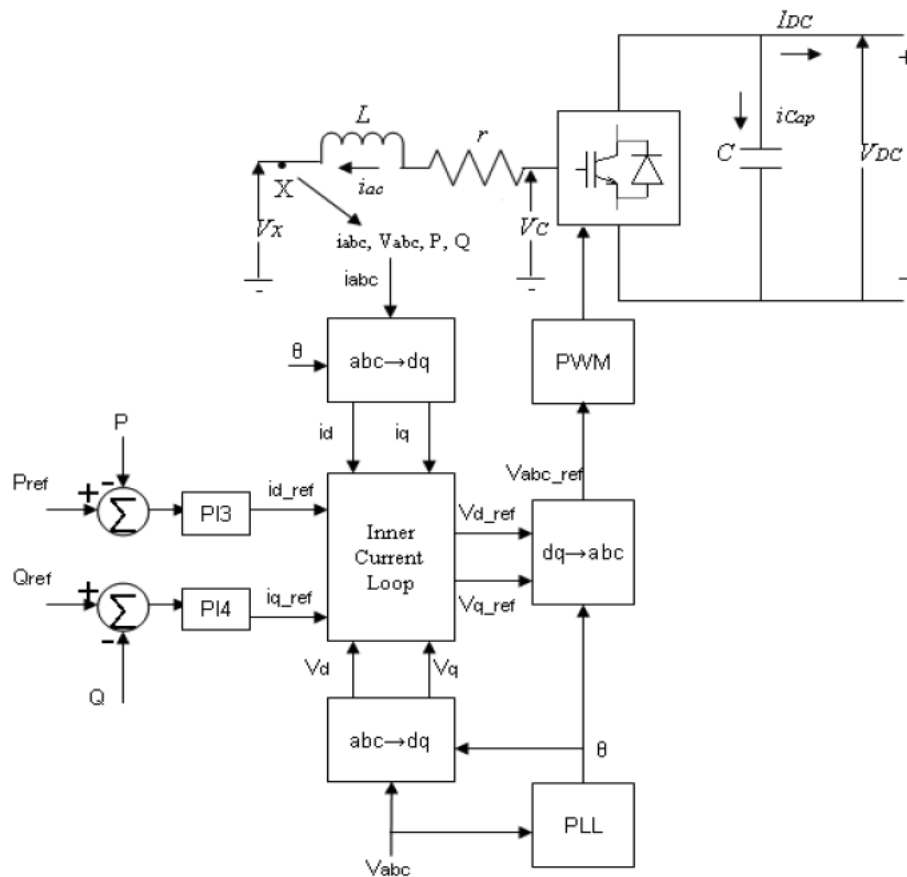 IDC
L
r
iCap
C
VDC
+
-
iac
X
VX
VC
iabc, Vabc, P, Q
iabc
θ
abc→dq
PWM
P
id
iq
Vabc_ref
Pref
+
-
Σ
PI3
id_ref
Inner
Current
Loop
Vd_ref
dq→abc
Qref
+
-
Σ
PI4
iq_ref
Vq_ref
Vd
Vq
Q
abc→dq
θ
PLL
Vabc